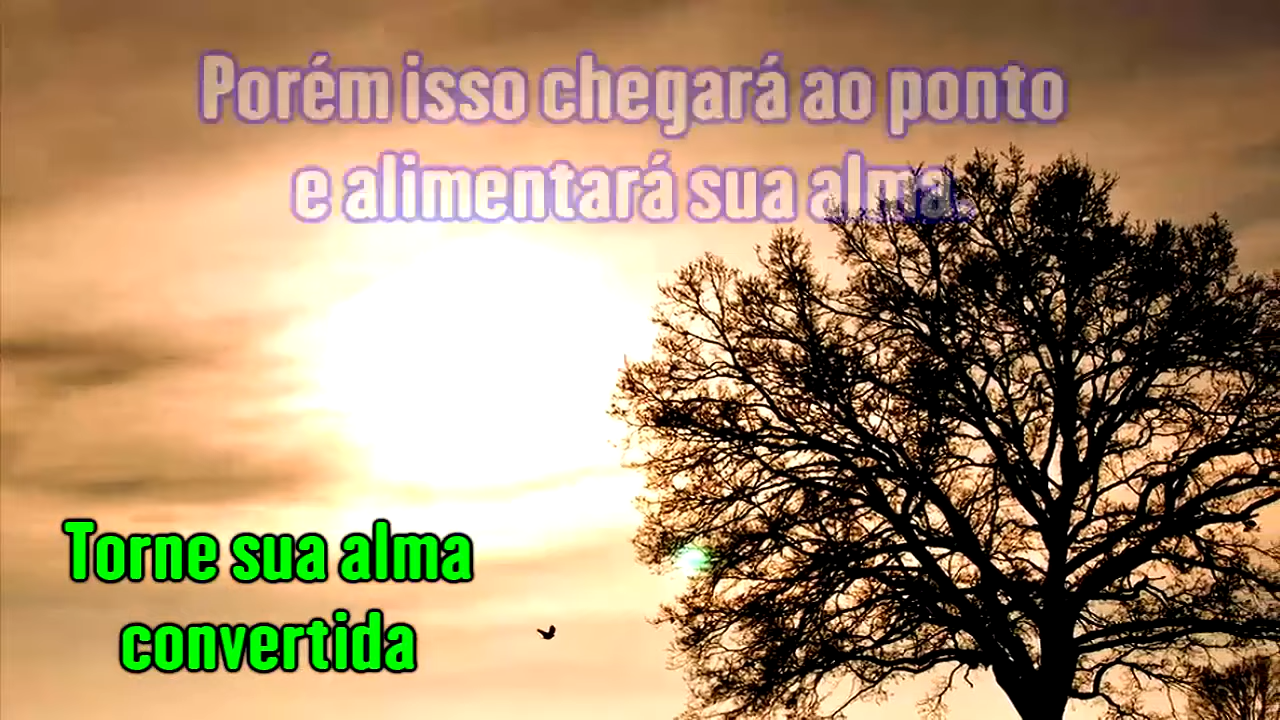 Porém isso chegará ao ponto
e alimentará sua alma.
Torne sua alma
convertida